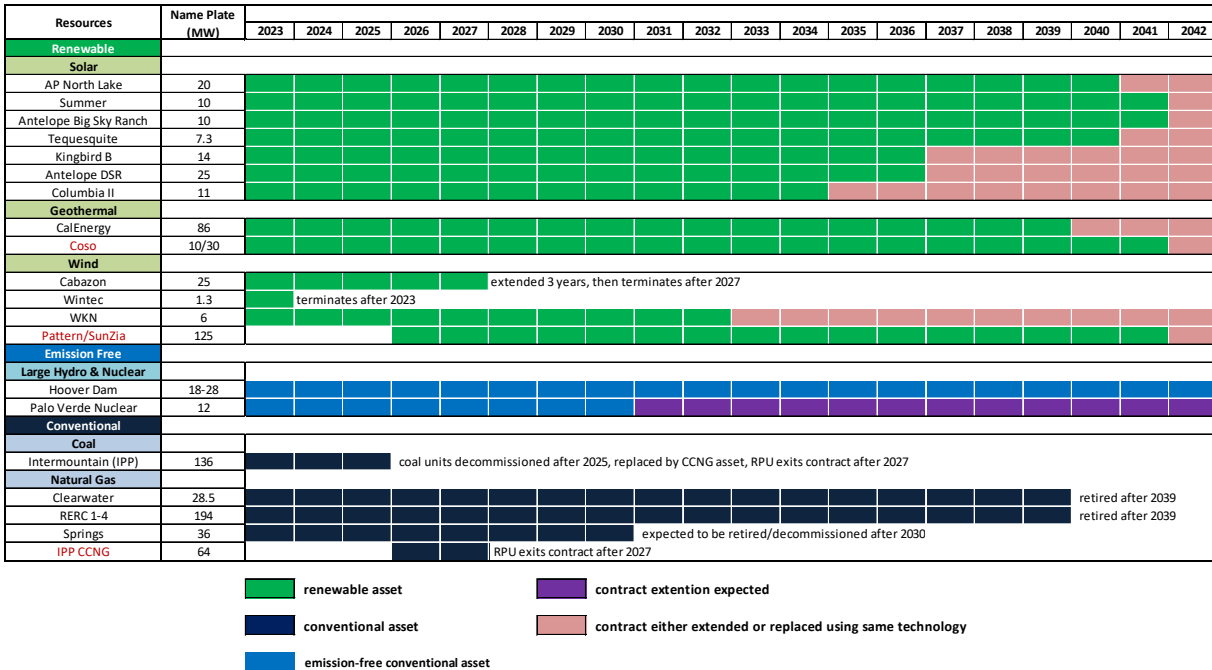 Resources Name Plate (MW) 2023 2024 2025 2026 2027 2028 2029 2030 2031 2032 2033 2034 2035 2036 2037 2038 2039 2040 2041 2042
Renewable
Solar
AP North Lake 20
Summer 10
Antelope Big Sky Ranch 10
Tequesquite 7.3
Kingbird B 14
Antelope DSR 25
Columbia II 11
Geothermal
CalEnergy 86
Coso 10/30
Wind
Cabazon 25 extended 3 years, then terminates after 2027
Wintec 1.3 terminates after 2023
WKN 6
Pattern/SunZia 125
Emission Free
Large Hydro & Nuclear
Hoover Dam 18-28
Palo Verde Nuclear 12
Conventional
Coal
Intermountain (IPP) 136 coal units decommissioned after 2025, replaced by CCNG asset, RPU exits contract after 2027
Natural Gas
Clearwater 28.5 retired after 2039
RERC 1-4 194 retired after 2039
Springs 36 expected to be retired/decommissioned after 2030
IPP CCNG 64 RPU exits contract after 2027
renewable asset contract extention expected
conventional asset contract either extended or replaced using same technology
emission-free conventional asset